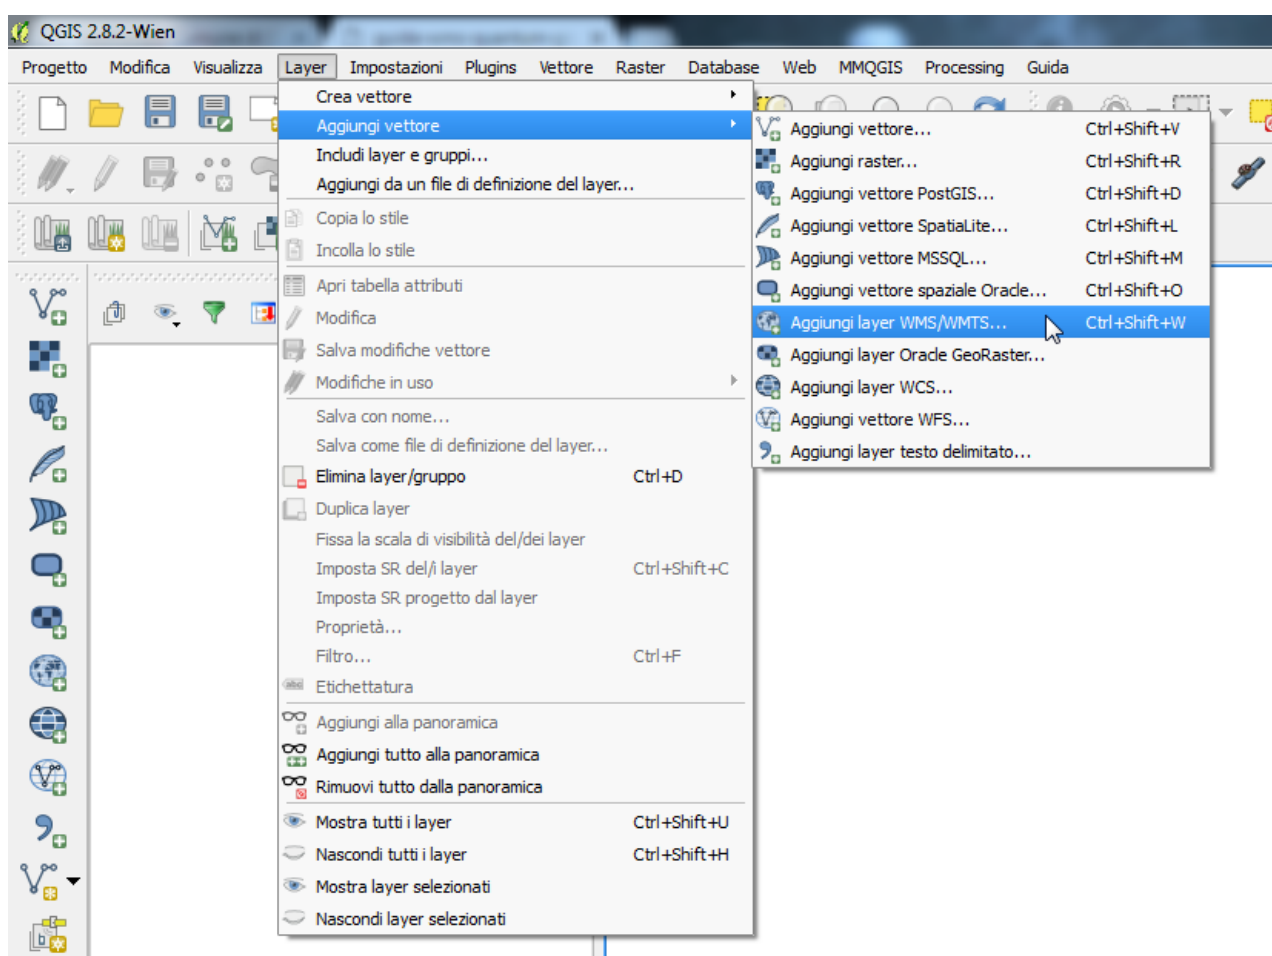 QGIS 2.8.2-Wien
Progetto Modifica Visualizza Layer Impostazioni Plugins Vettore Raster Database Web MMQGIS Processing Guida
Crea vettore
Aggiungi vettore
Includi layer e gruppi...
Aggiungi da un file di definizione del layer...
Copia lo stile
Incolla lo stile
Apri tabella attributi
Modifica
Salva modifiche vettore
Modifiche in uso
Salva con nome...
Salva come file di definizione del layer...
Elimina layer/gruppo Ctrl+D
Duplica layer
Fissa la scala di visibilità del/dei layer
Imposta SR del/i layer Ctrl+Shift+C
Imposta SR progetto dal layer
Proprietà...
Filtro... Ctrl+F
abc Etichettatura
Aggiungi alla panoramica
Aggiungi tutto alla panoramica
Rimuovi tutto dalla panoramica
Mostra tutti i layer Ctrl+Shift+U
Nascondi tutti i layer Ctrl+Shift+H
Mostra layer selezionati
Nascondi layer selezionati
Aggiungi vettore... Ctrl+Shift+V
Aggiungi raster... Ctrl+Shift+R
Aggiungi vettore PostGIS... Ctrl+Shift+D
Aggiungi vettore SpatiaLite... Ctrl+Shift+L
Aggiungi vettore MSSQL... Ctrl+Shift+M
Aggiungi vettore spaziale Oracle... Ctrl+Shift+O
Aggiungi layer WMS/WMTS... Ctrl+Shift+W
Aggiungi layer Oracle GeoRaster...
Aggiungi layer WCS...
Aggiungi vettore WFS...
Aggiungi layer testo delimitato...